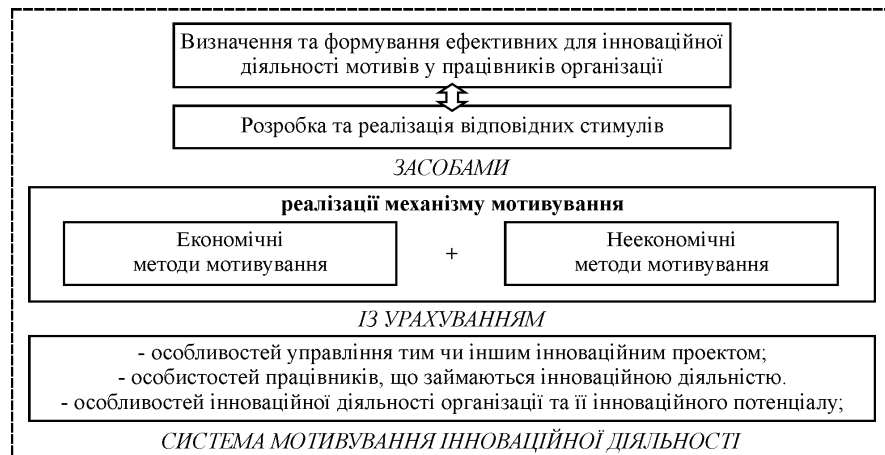 Визначення та формування ефективних для інноваційної
діяльності мотивів у працівників організації
Розробка та реалізація відповідних стимулів
ЗАСОБАМИ
реалізації механізму мотивування
Економічні
методи мотивування
+
Неекономічні
методи мотивування
ІЗ УРАХУВАННЯМ
- особливостей управління тим чи іншим інноваційним проектом;
- особистостей працівників, що займаються інноваційною діяльністю.
- особливостей інноваційної діяльності організації та її інноваційного потенціалу;
СИСТЕМА МОТИВУВАННЯ ІННОВАЦІЙНОЇ ДІЯЛЬНОСТІ